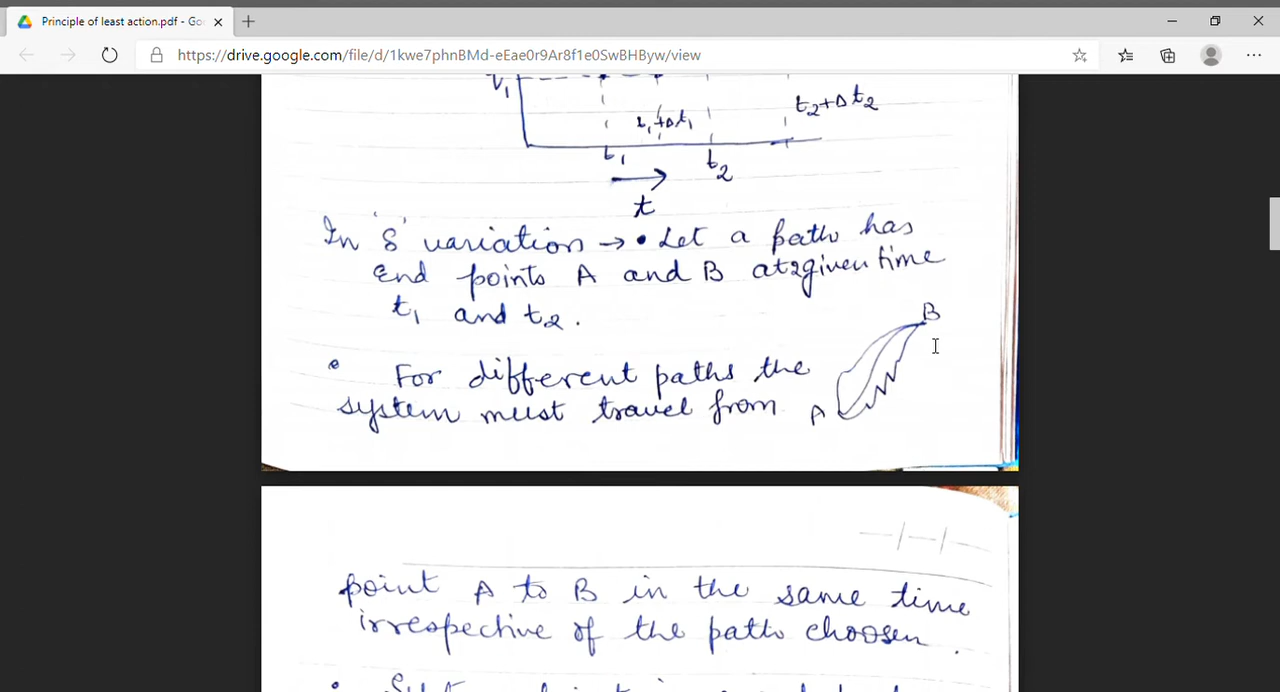 Principle of least action.pdf - Go
https://drive.google.com/file/d/1kwe7phnBMd-eEae0r9Ar8f1e0SwBHByw/view
V1
t1+Δt1
t2+Δt2
t1
t2
t
In 'δ' variation → • Let a path has
End points A and B at 2 given time
t1 and t2.
B
• For different paths the
system must travel from
A
point A to B in the same time
irrespective of the path choosen.